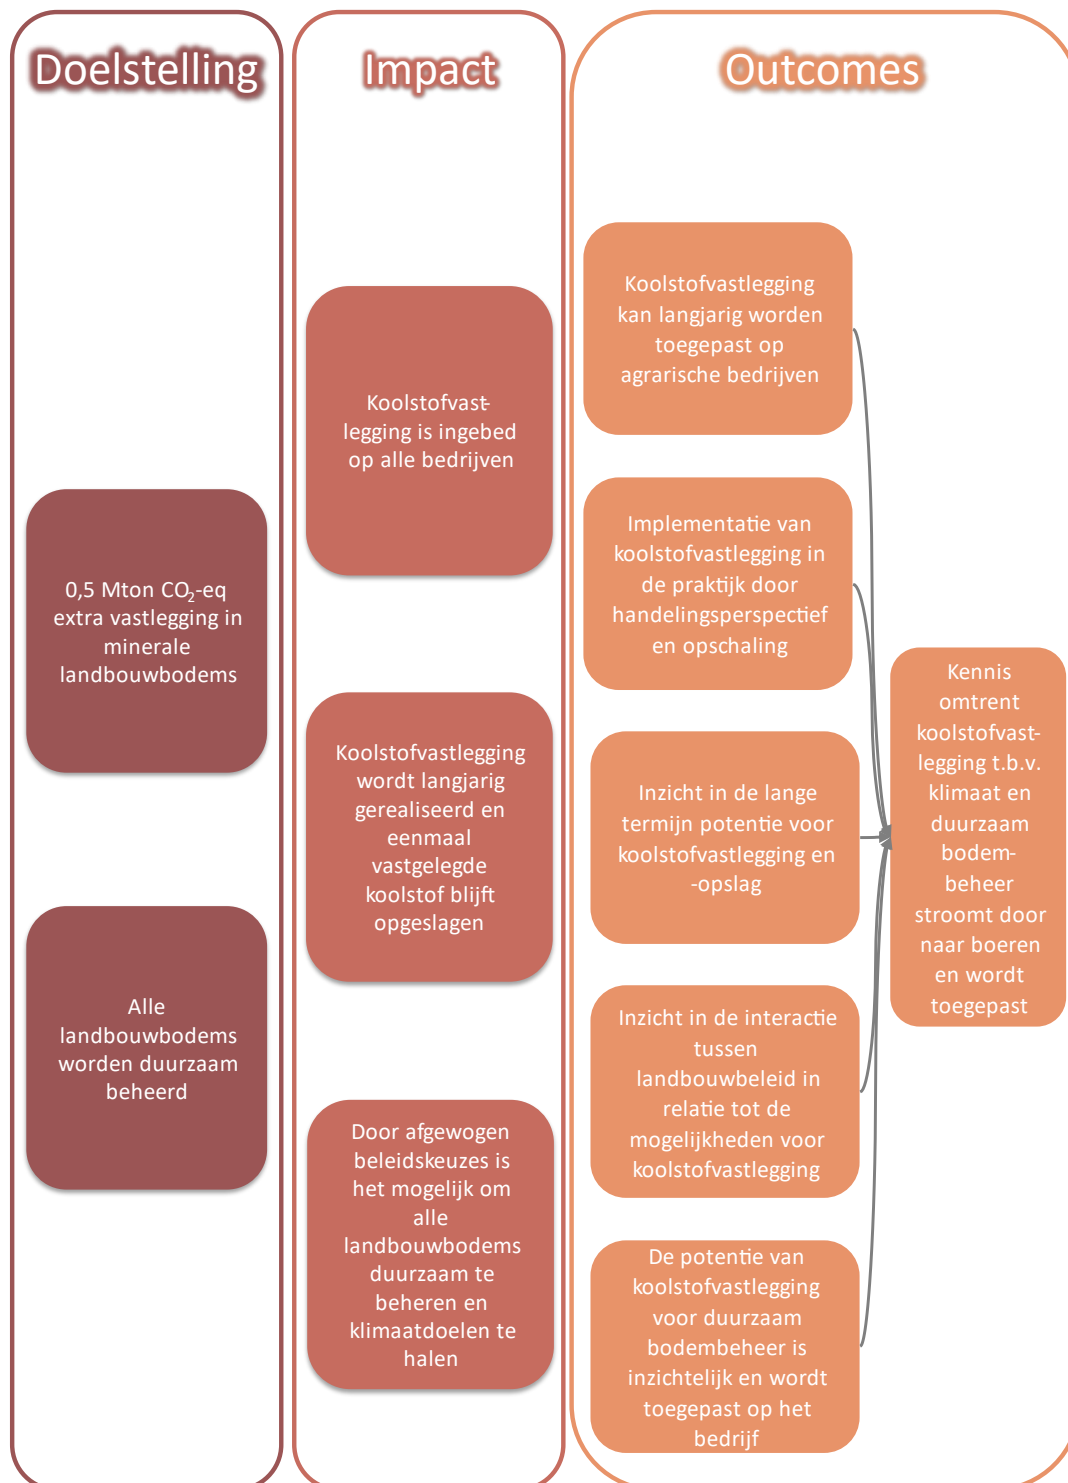 Doelstelling
0,5 Mton CO₂-eq
extra vastlegging in
minerale
landbouwbodems
Alle
landbouwbodems
worden duurzaam
beheerd
Impact
Koolstofvast-
legging is ingebed
op alle bedrijven
Koolstofvastlegging
wordt langjarig
gerealiseerd en
eenmaal
vastgelegde
koolstof blijft
opgeslagen
Door afgewogen
beleidskeuzes is
het mogelijk om
alle
landbouwbodems
duurzaam te
beheren en
klimaatdoelen te
halen
Outcomes
Koolstofvastlegging
kan langjarig worden
toegepast op
agrarische bedrijven
Implementatie van
koolstofvastlegging in
de praktijk door
handelingsperspectief
en opschaling
Inzicht in de lange
termijn potentie voor
koolstofvastlegging en
-opslag
Inzicht in de interactie
tussen
landbouwbeleid in
relatie tot de
mogelijkheden voor
koolstofvastlegging
De potentie van
koolstofvastlegging
voor duurzaam
bodembeheer is
inzichtelijk en wordt
toegepast op het
bedrijf
Kennis
omtrent
koolstofvast-
legging t.b.v.
klimaat en
duurzaam
bodem-
beheer
stroomt door
naar boeren
en wordt
toegepast